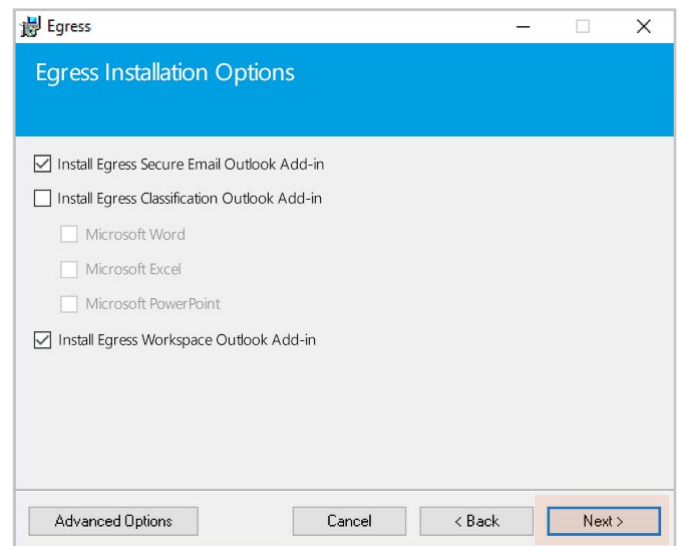 Egress
Egress Installation Options
Install Egress Secure Email Outlook Add-in
Install Egress Classification Outlook Add-in
Microsoft Word
Microsoft Excel
Microsoft PowerPoint
Install Egress Workspace Outlook Add-in
Advanced Options Cancel < Back Next >